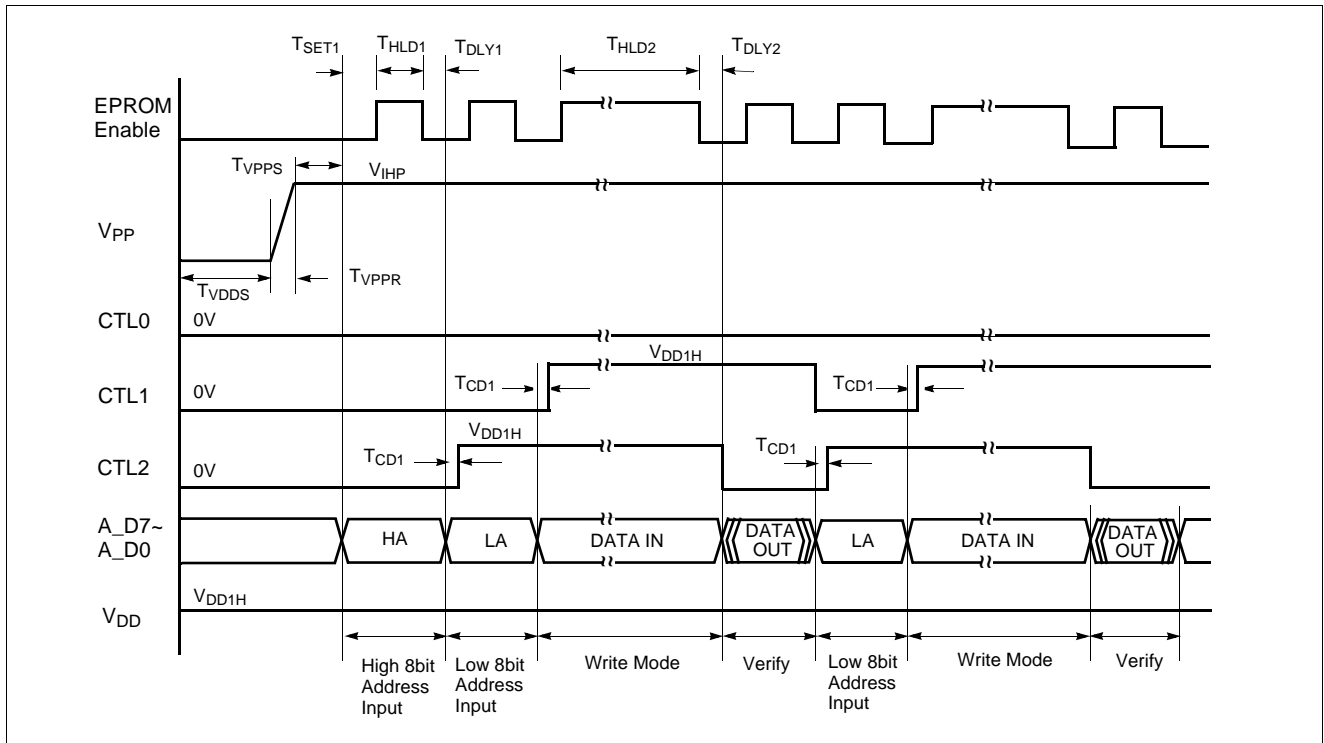 TSET1
THLD1
TDLY1
THLD2
TDLY2
EPROM
Enable
TVPPS
VIHP
VPP
TVDDS
TVPPR
CTL0
0V
VDD1H
CTL1
0V
TCD1
TCD1
VDD1H
CTL2
0V
TCD1
TCD1
A_D7~
A_D0
HA
LA
DATA IN
DATA
OUT
LA
DATA IN
DATA
OUT
VDD1H
VDD
High 8bit
Address
Input
Low 8bit
Address
Input
Write Mode
Verify
Low 8bit
Address
Input
Write Mode
Verify